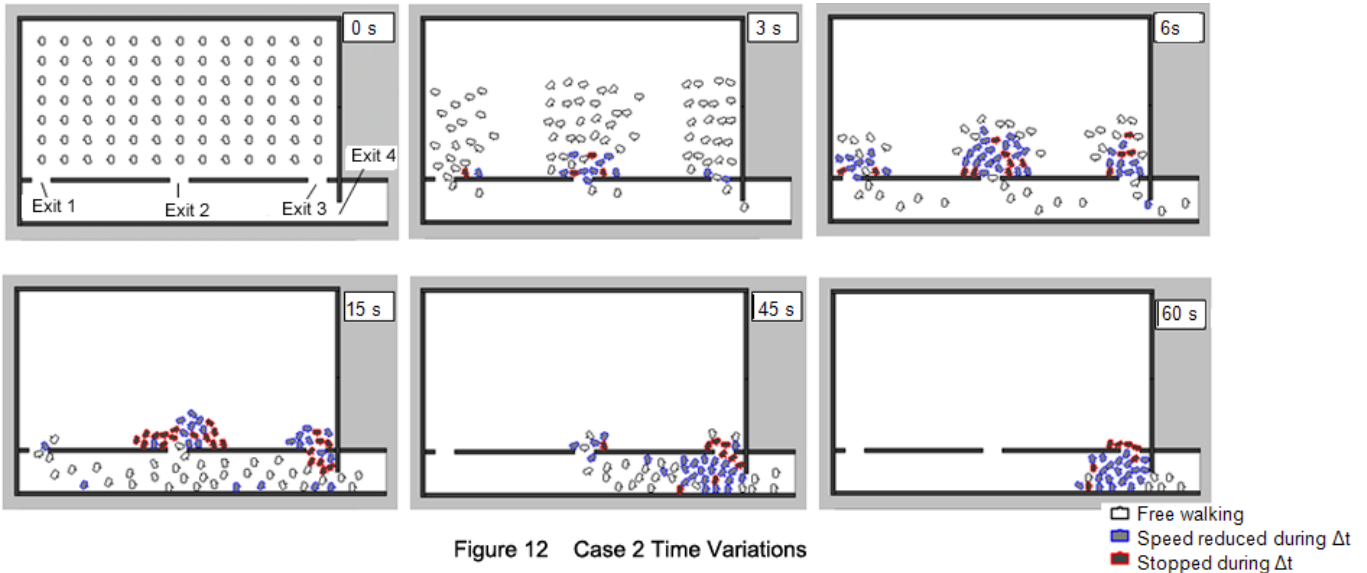 0 s
3 s
6s
Exit 4
Exit 1
Exit 2
Exit 3
15 s
45 s
60 s
Free walking
Speed reduced during Δt
Stopped during Δt
Figure 12 Case 2 Time Variations